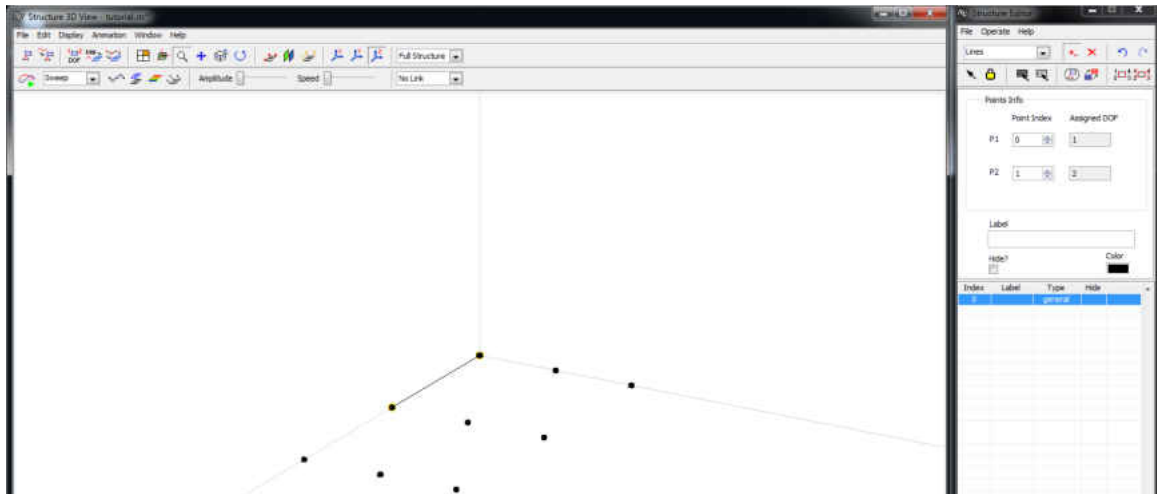 Structure 3D View - tutorial.m
File Edit Display Animation Window Help
DOF
Full Structure
Sweep Amplitude Speed No Link
Structure Editor
File Operate Help
Lines
Points Info
Point Index Assigned DOF
P1 0 1
P2 1 2
Label
Hide? Color
Index Label Type Hide
0 general